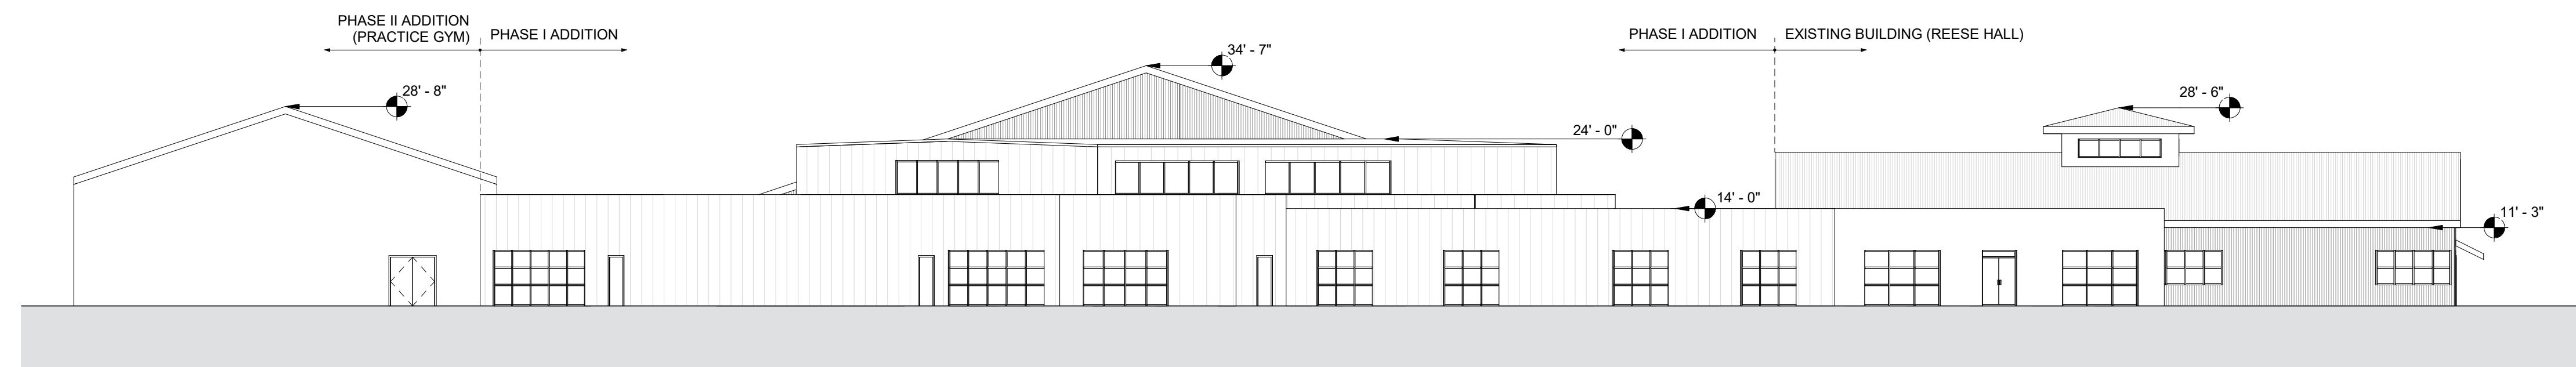 PHASE II ADDITION
(PRACTICE GYM)
PHASE I ADDITION
PHASE I ADDITION
EXISTING BUILDING (REESE HALL)
34' - 7"
28' - 8"
28' - 6"
24' - 0"
14' - 0"
11' - 3"